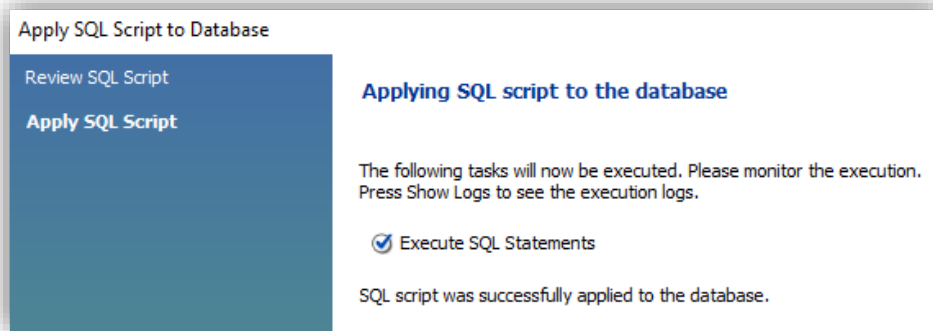 Apply SQL Script to Database
Review SQL Script
Apply SQL Script
Applying SQL script to the database
The following tasks will now be executed. Please monitor the execution.
Press Show Logs to see the execution logs.
Execute SQL Statements
SQL script was successfully applied to the database.